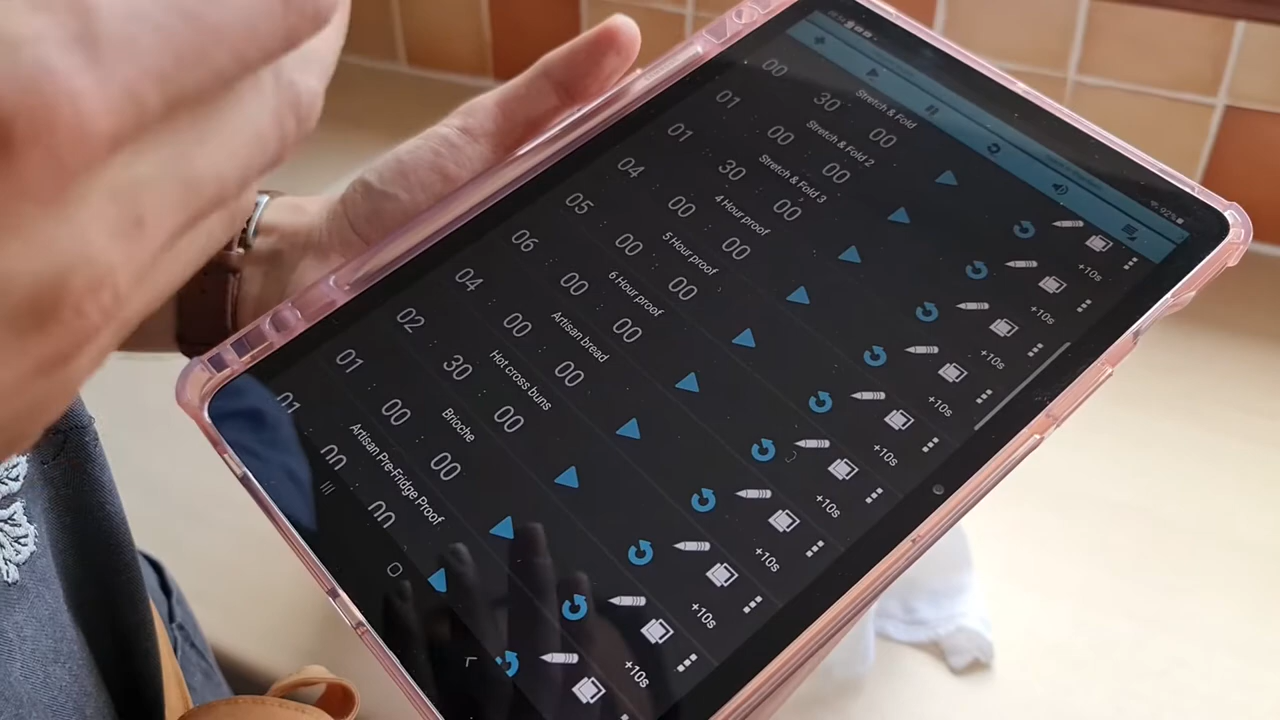 92%
Stretch & Fold
00 : 30 : 00
+10s
Stretch & Fold 2
01 : 00 : 00
+10s
Stretch & Fold 3
01 : 30 : 00
+10s
4 Hour proof
04 : 00 : 00
+10s
5 Hour proof
05 : 00 : 00
+10s
6 Hour proof
06 : 00 : 00
+10s
Artisan bread
04 : 00 : 00
+10s
Hot cross buns
02 : 30 : 00
+10s
Brioche
01 : 00 : 00
+10s
Artisan Pre-Fridge Proof
01 00 00